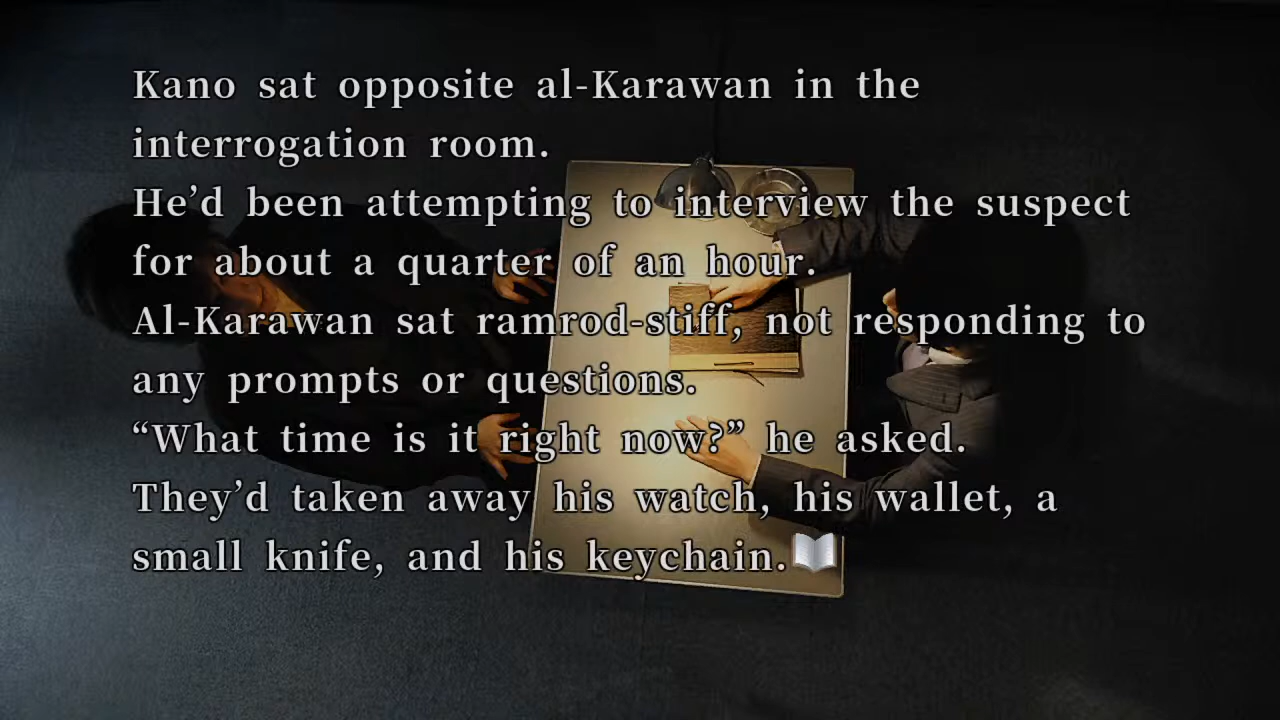 Kano sat opposite al-Karawan in the
interrogation room.
He’d been attempting to interview the suspect
for about a quarter of an hour.
Al-Karawan sat ramrod-stiff, not responding to
any prompts or questions.
“What time is it right now?” he asked.
They’d taken away his watch, his wallet, a
small knife, and his keychain.